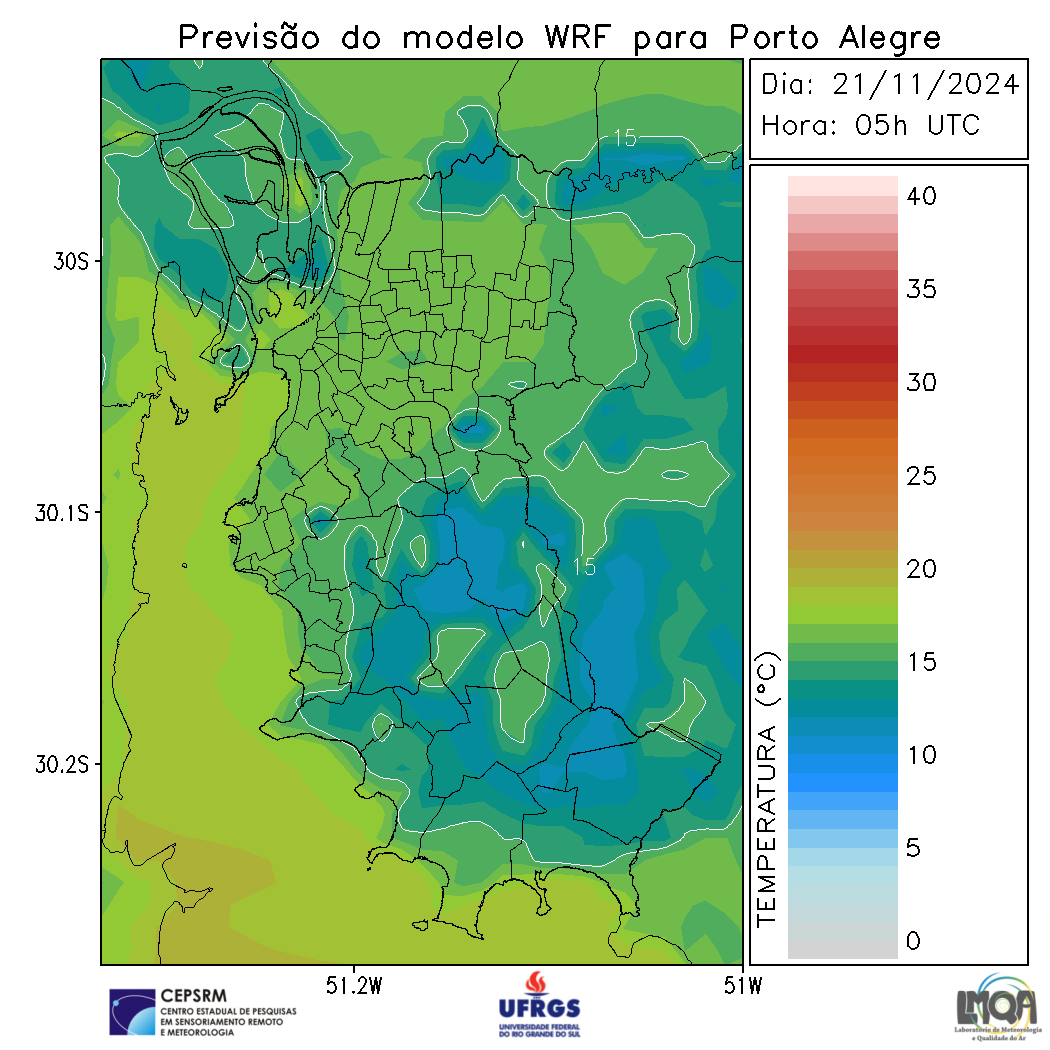 Previsão do modelo WRF para Porto Alegre
Dia: 21/11/2024
Hora: 05h UTC
15
15
30S
30.1S
30.2S
51.2W
51W
40
35
30
25
20
15
10
5
0
TEMPERATURA (°C)
CEPSRM
CENTRO ESTADUAL DE PESQUISAS
EM SENSORIAMENTO REMOTO
E METEOROLOGIA
UFRGS
UNIVERSIDADE FEDERAL
DO RIO GRANDE DO SUL
LMQA
Laboratório de Meteorologia
e Qualidade do Ar